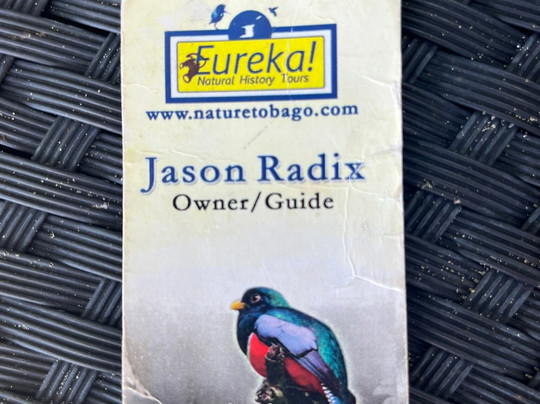 Eureka!
Natural History Tours
www.naturetobago.com
Jason Radix
Owner/Guide